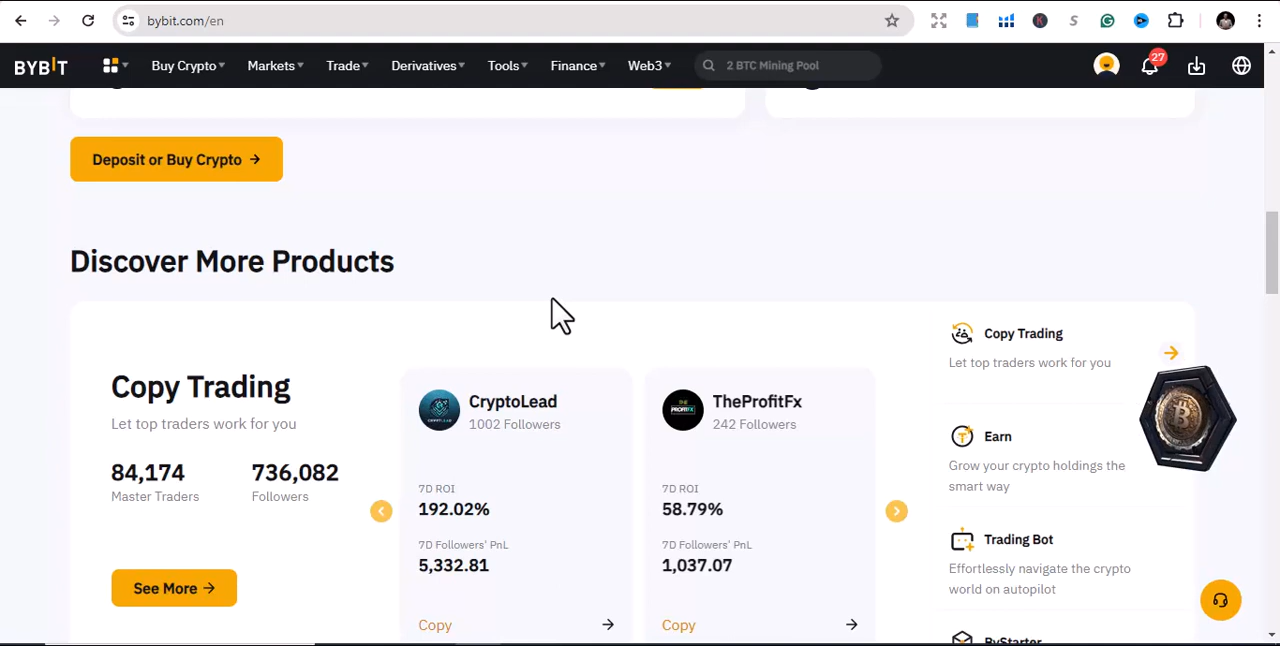 bybit.com/en
BYBIT
Buy Crypto
Markets
Trade
Derivatives
Tools
Finance
Web3
2 BTC Mining Pool
27
Deposit or Buy Crypto →
Discover More Products
Copy Trading
Let top traders work for you
84,174
736,082
Master Traders
Followers
See More →
CryptoLead
1002 Followers
7D ROI
192.02%
7D Followers' PnL
5,332.81
Copy
TheProfitFx
242 Followers
7D ROI
58.79%
7D Followers' PnL
1,037.07
Copy
Copy Trading
Let top traders work for you
Earn
Grow your crypto holdings the
smart way
Trading Bot
Effortlessly navigate the crypto
world on autopilot
ByStarter